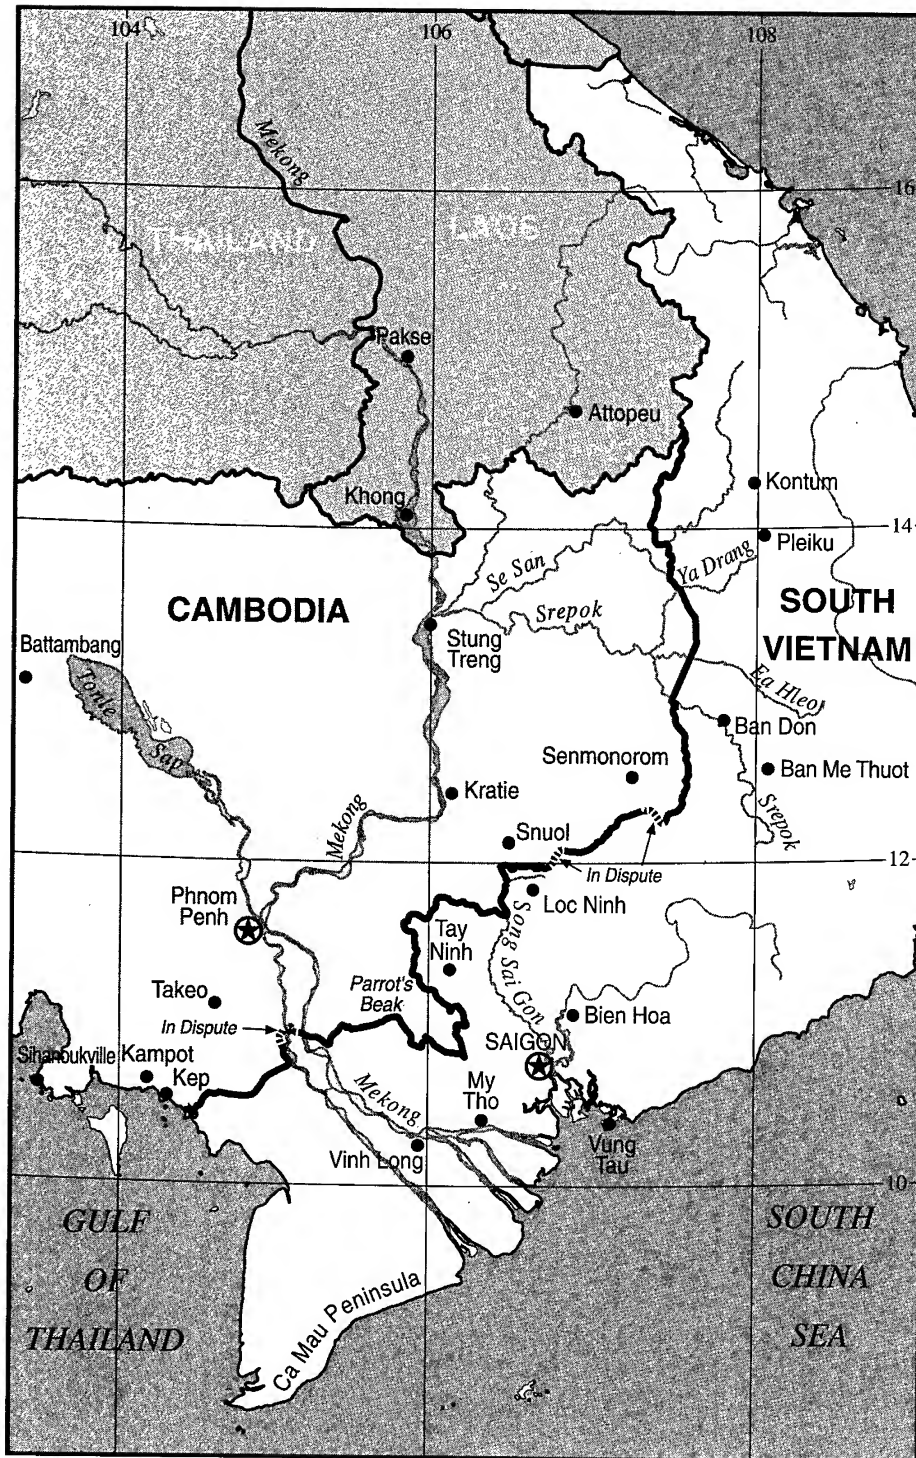 104
106
108
Mekong
16
THAILAND
LAOS
Pakse
Attopeu
Khong
Kontum
14
Pleiku
Se San
Ya Drang
CAMBODIA
Srepok
SOUTH
VIETNAM
Battambang
Stung
Treng
Tonle
Sap
Ea Hleo
Ban Don
Senmonorom
Ban Me Thuot
Kratie
Srepok
Mekong
Snuol
12
In Dispute
Phnom
Penh
Loc Ninh
Tay
Ninh
Song Sai Gon
Takeo
Parrot's
Beak
In Dispute
Bien Hoa
SAIGON
Sihanoukville
Kampot
Kep
Mekong
My
Tho
Vung
Tau
Vinh Long
10
GULF
OF
THAILAND
SOUTH
CHINA
SEA
Ca Mau Peninsula